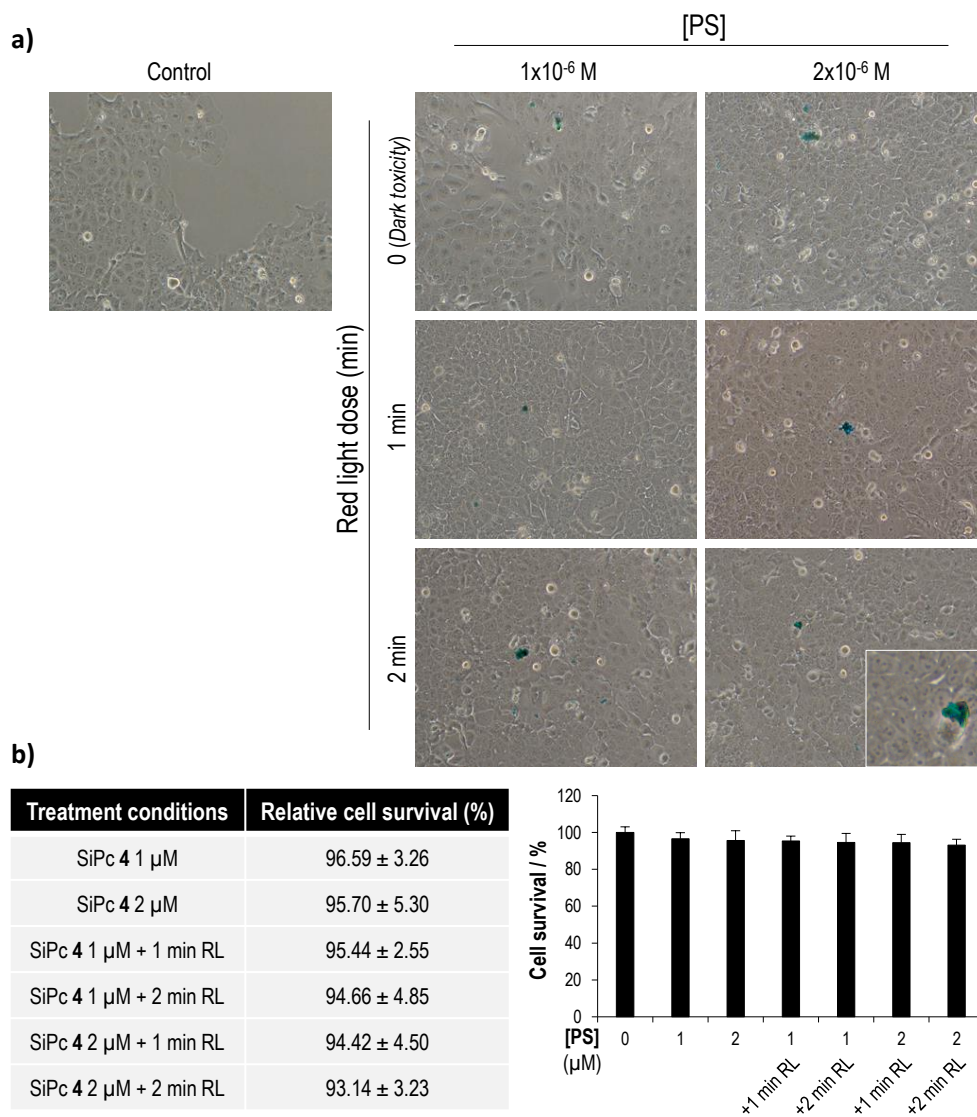 a)
[PS]
Control
1x10-6 M
2x10-6 M
Red light dose (min)
0 (Dark toxicity)
1 min
2 min
b)
Treatment conditions Relative cell survival (%)
SiPc 4 1 µM 96.59 ± 3.26
SiPc 4 2 µM 95.70 ± 5.30
SiPc 4 1 µM + 1 min RL 95.44 ± 2.55
SiPc 4 1 µM + 2 min RL 94.66 ± 4.85
SiPc 4 2 µM + 1 min RL 94.42 ± 4.50
SiPc 4 2 µM + 2 min RL 93.14 ± 3.23
Cell survival / %
120
100
80
60
40
20
0
[PS] 0 1 2 1 1 2 2
(µM) +1 min RL +2 min RL +1 min RL +2 min RL